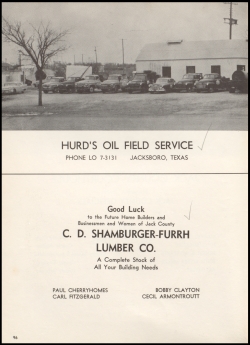 HURD'S OIL FIELD SERVICE
PHONE LO 7-3131 JACKSBORO, TEXAS
Good Luck
to the Future Home Builders and
Businessmen and Women of Jack County
C. D. SHAMBURGER-FURRH
LUMBER CO.
A Complete Stock of
All Your Building Needs
PAUL CHERRYHOMES BOBBY CLAYTON
CARL FITZGERALD CECIL ARMONTROUTT
96